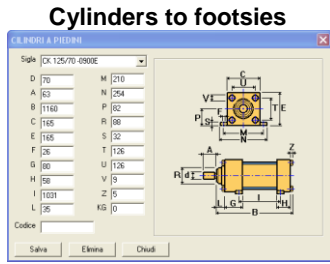 Cylinders to footsies
CILINDRI A PIEDINI
Sigla CK-125/70-0900E
D 70 M 210
A 63 N 254
B 1160 P 82
C 165 R 88
E 165 S 32
F 26 T 126
G 80 U 126
H 58 V 9
I 1031 Z 5
L 35 KG 0
Codice
Salva Elimina Chiudi
C
U
V
P
F
S
T
E
M
N
A
Z
R
d
L
G
I
H
B